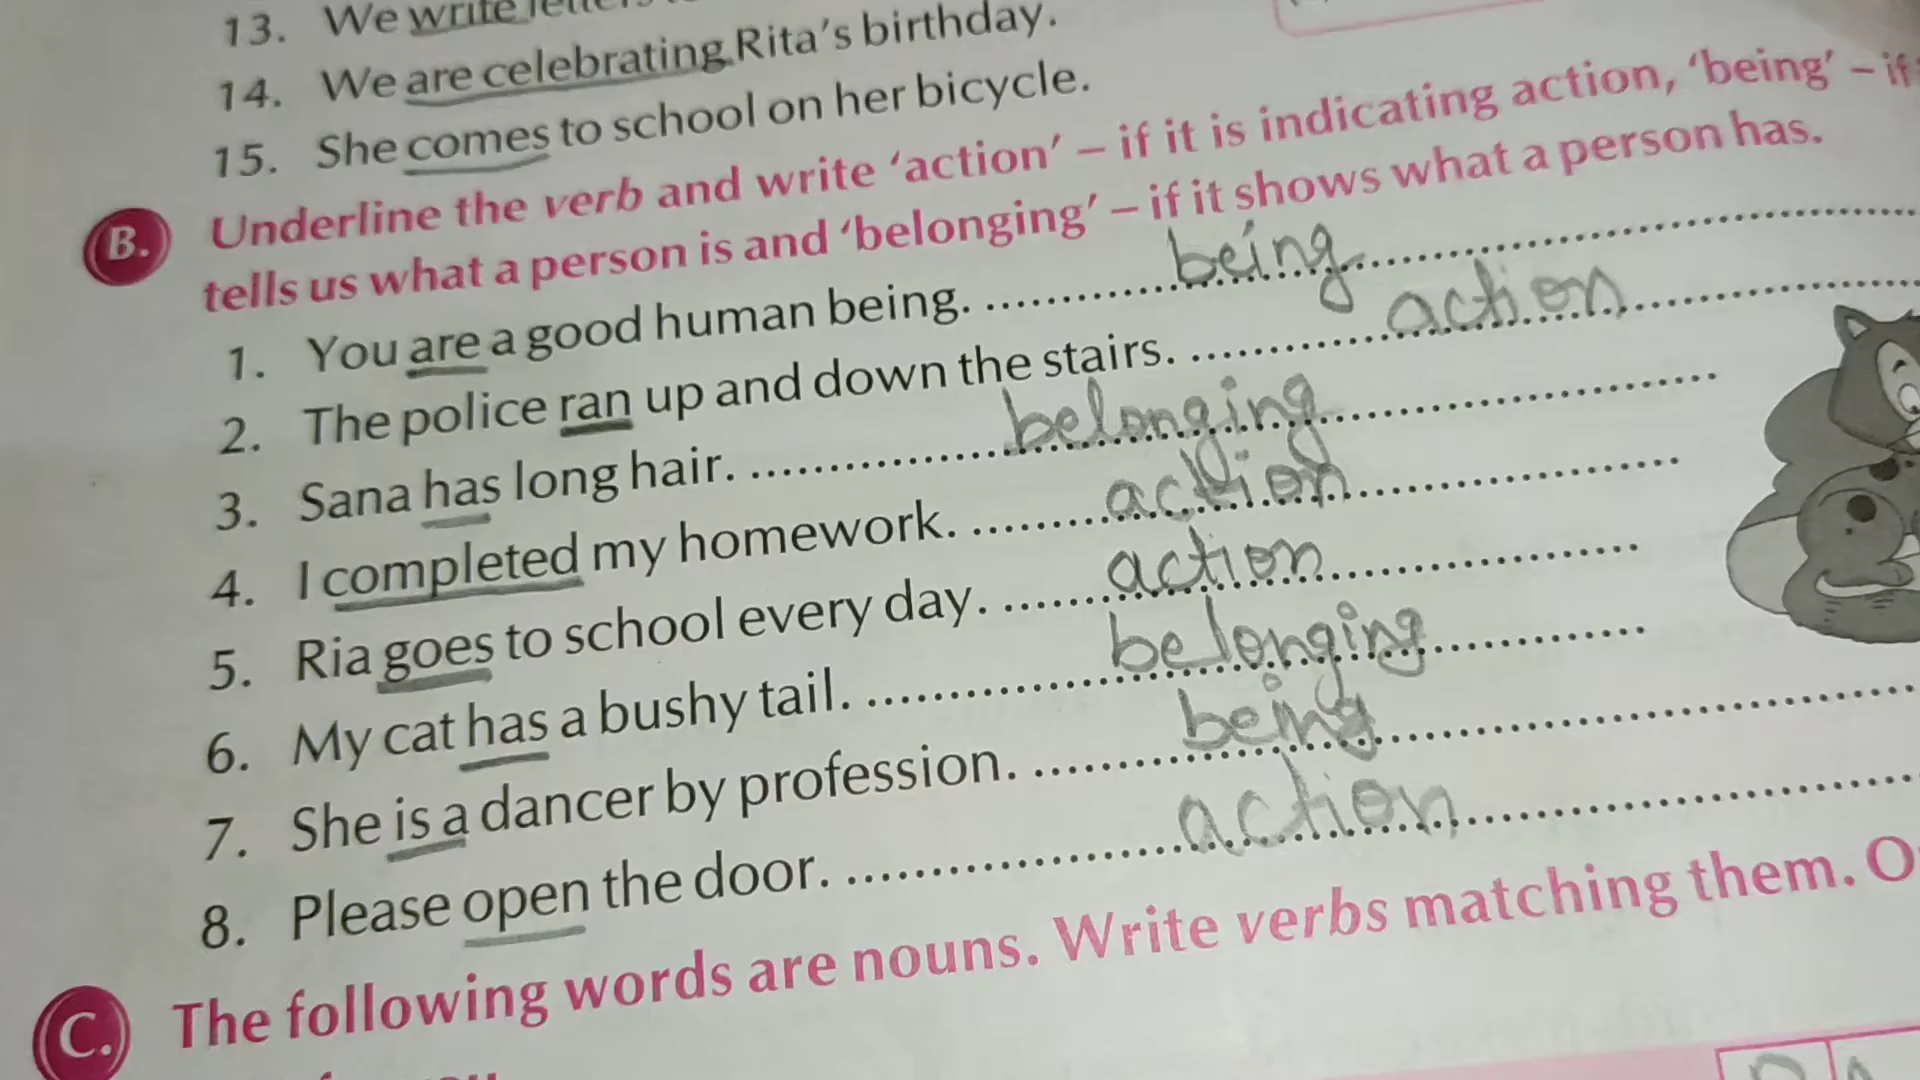 13. We write
14. We are celebrating Rita's birthday.
15. She comes to school on her bicycle.
B. Underline the verb and write 'action' – if it is indicating action, 'being' – if
tells us what a person is and 'belonging' – if it shows what a person has.
1. You are a good human being. being
2. The police ran up and down the stairs. action
3. Sana has long hair. belonging
4. I completed my homework. action
5. Ria goes to school every day. action
6. My cat has a bushy tail. belonging
7. She is a dancer by profession. being
8. Please open the door. action
C. The following words are nouns. Write verbs matching them.